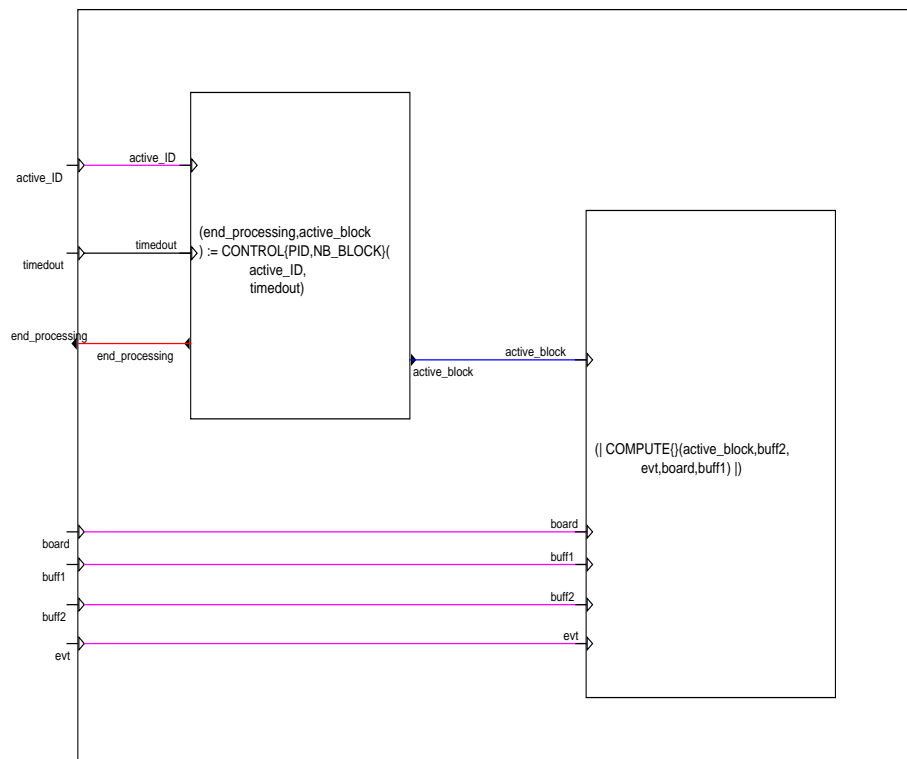 active_ID
active_ID
(end_processing,active_block
timedout
) := CONTROL{PID,NB_BLOCK}(
timedout
active_ID,
timedout)
end_processing
end_processing
active_block
active_block
(| COMPUTE{}(active_block,buff2,
evt,board,buff1) |)
board
board
buff1
buff1
buff2
buff2
evt
evt